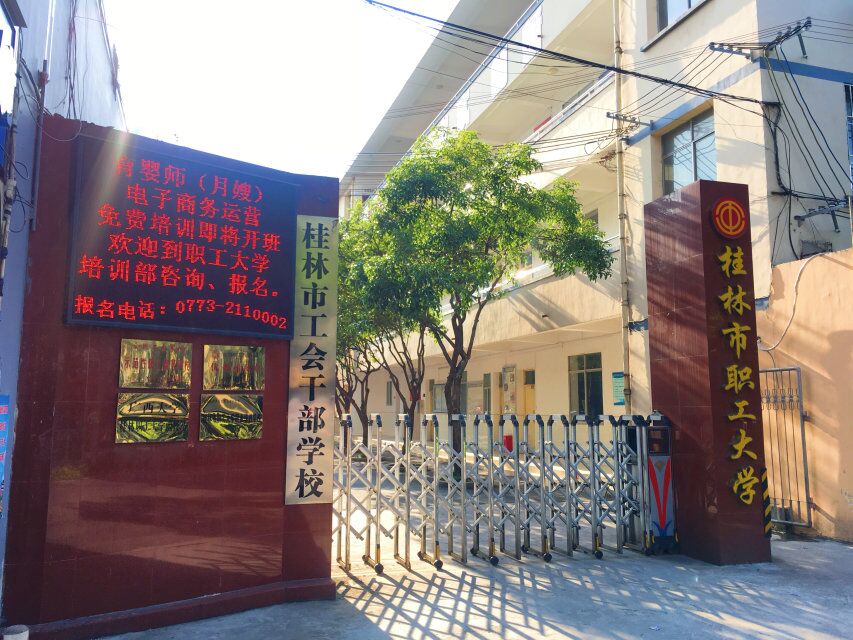 育婴师（月嫂）
电子商务运营
免费培训即将开班
欢迎到职工大学
培训部咨询、报名。
报名电话：0773-2110002
桂林市工会干部学校
桂林市职工大学